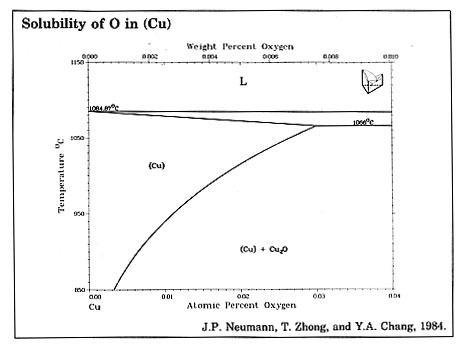 Solubility of O in (Cu)
Weight Percent Oxygen
0.000 0.002 0.004 0.006 0.008 0.010
1150
L
1084.87°C
1066°C
1050
(Cu)
Temperature °C
950
(Cu) + Cu₂O
850
0.00 0.01 0.02 0.03 0.04
Cu Atomic Percent Oxygen
J.P. Neumann, T. Zhong, and Y.A. Chang, 1984.